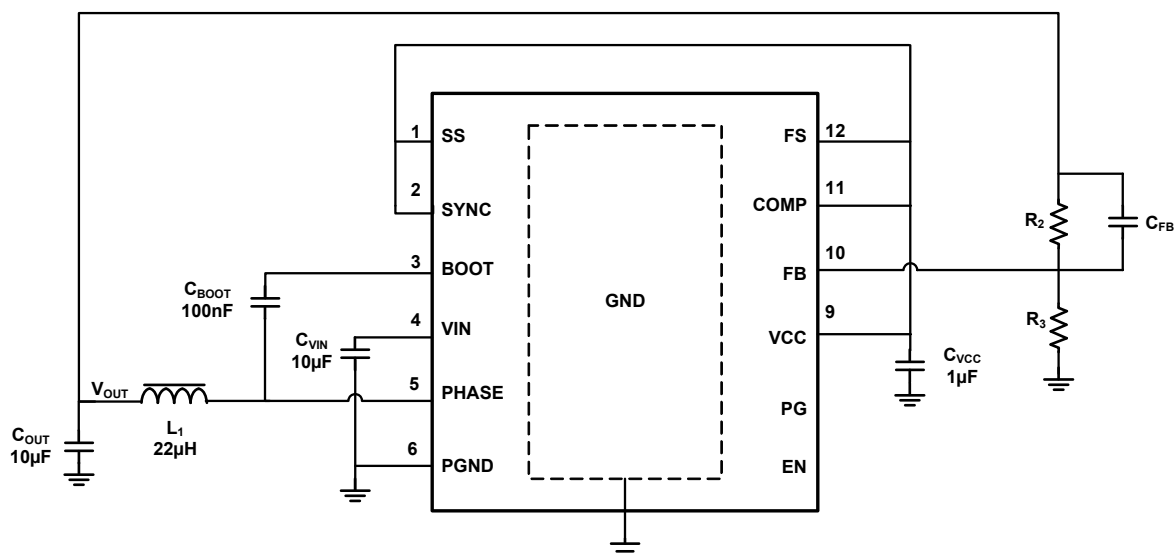 1
SS
2
SYNC
3
BOOT
4
VIN
5
PHASE
6
PGND
GND
FS
12
COMP
11
FB
10
VCC
9
PG
EN
CBOOT
100nF
CVIN
10µF
VOUT
L1
22µH
COUT
10µF
R2
CFB
R3
CVCC
1µF